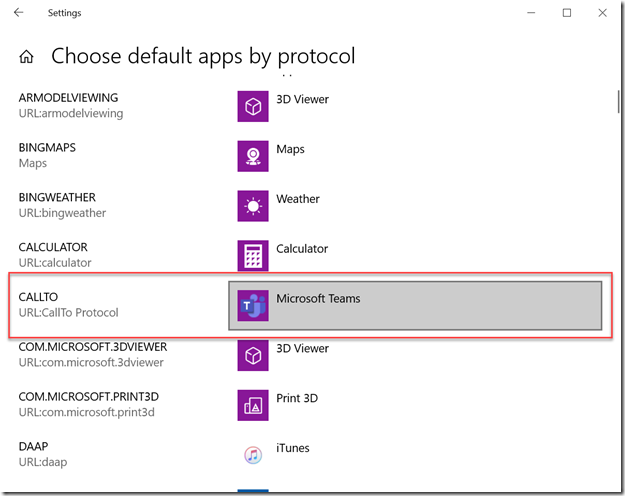 Settings
Choose default apps by protocol
ARMODELVIEWING
URL:armodelviewing
3D Viewer
BINGMAPS
Maps
Maps
BINGWEATHER
URL:bingweather
Weather
CALCULATOR
URL:calculator
Calculator
CALLTO
URL:CallTo Protocol
Microsoft Teams
COM.MICROSOFT.3DVIEWER
URL:com.microsoft.3dviewer
3D Viewer
COM.MICROSOFT.PRINT3D
URL:com.microsoft.print3d
Print 3D
DAAP
URL:daap
iTunes